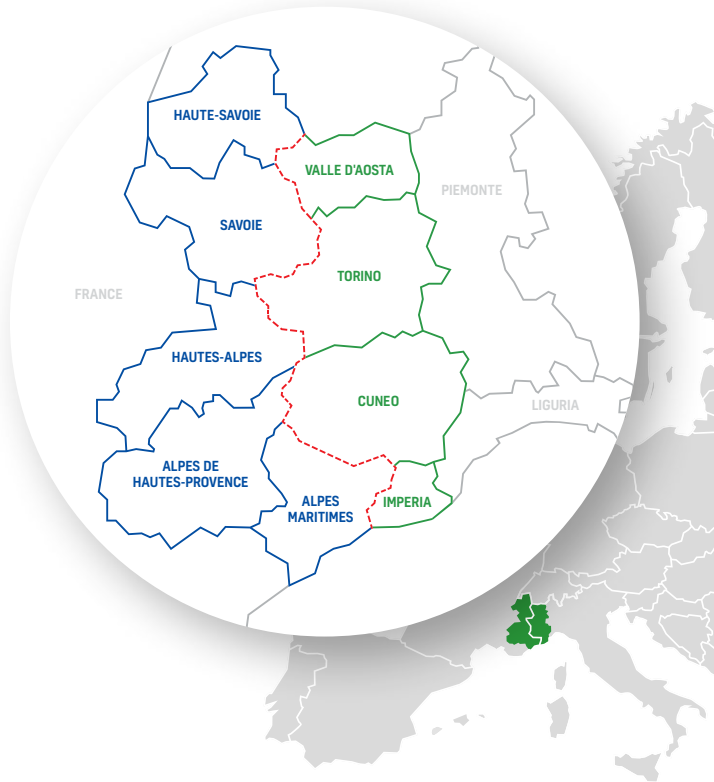 HAUTE-SAVOIE
VALLE D'AOSTA
PIEMONTE
SAVOIE
TORINO
FRANCE
HAUTES-ALPES
CUNEO
LIGURIA
ALPES DE
HAUTES-PROVENCE
ALPES
MARITIMES
IMPERIA